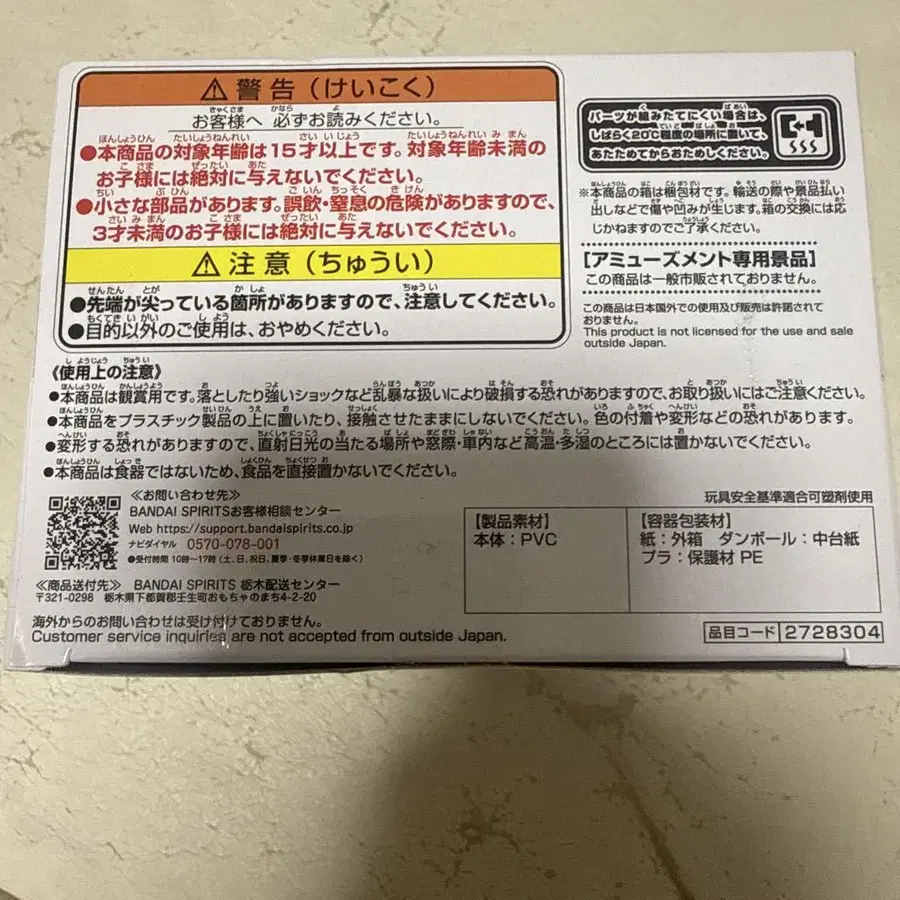 ⚠警告（けいこく）
お客様へ 必ずお読みください。
●本商品の対象年齢は15才以上です。対象年齢未満の
お子様には絶対に与えないでください。
●小さな部品があります。誤飲・窒息の危険がありますので、
3才未満のお子様には絶対に与えないでください。
⚠注意（ちゅうい）
●先端が尖っている箇所がありますので、注意してください。
●目的以外のご使用は、おやめください。
パーツが組みたてにくい場合は、
しばらく20℃程度の場所に置いて、
あたためてからおためしください。
※本商品の箱は梱包材です。輸送の際や景品払い
出しなどで傷や凹みが生じます。箱の交換には応
じかねますのでご了承ください。
[アミューズメント専用景品]
この商品は一般市販されておりません。
この商品は日本国外での使用及び販売は許諾されて
おりません。
This product is not licensed for the use and sale
outside Japan.
《使用上の注意》
●本商品は観賞用です。落としたり強いショックなど乱暴な扱いにより破損する恐れがありますので、お取り扱いにはご注意ください。
●本商品をプラスチック製品の上に置いたり、接触させたままにしないでください。色の付着や変形などの恐れがあります。
●変形する恐れがありますので、直射日光の当たる場所や窓際・車内など高温・多湿のところには置かないでください。
●本商品は食器ではないため、食品を直接置かないでください。
≪お問い合わせ先≫
BANDAI SPIRITSお客様相談センター
Web https://support.bandaispirits.co.jp
ナビダイヤル 0570-078-001
●受付時間 10時〜17時（土、日、祝日、夏季・冬季休業日を除く）
≪商品送付先≫ BANDAI SPIRITS 栃木配送センター
〒321-0298 栃木県下都賀郡壬生町おもちゃのまち4-2-20
海外からのお問い合わせは受け付けておりません。
Customer service inquiries are not accepted from outside Japan.
玩具安全基準適合可塑剤使用
【製品素材】
本体：PVC
【容器包装材】
紙：外箱 ダンボール：中台紙
プラ：保護材 PE
品目コード 2728304